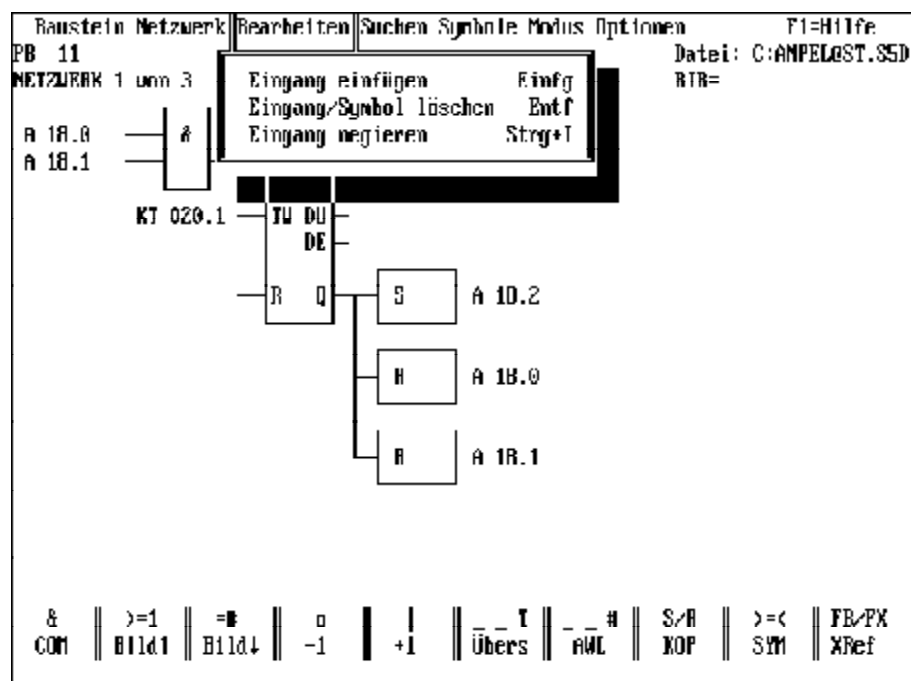 Baustein Netzwerk Bearbeiten Suchen Symbole Modus Optionen F1=Hilfe
PB 11 Datei: C:AMPEL@ST.S5D
NETZWERK 1 von 3 BIB=
Eingang einfügen Einfg
Eingang/Symbol löschen Entf
Eingang negieren Strg+I
A 18.0 &
A 18.1
KT 020.1 TW DU
DE
R Q S A 10.2
R A 18.0
R A 18.1
& >=1 =# □ | _ _ T _ _ # S/R >=< FB/FX
COM Bild↑ Bild↓ -1 +1 Übers AWL KOP SYM XRef